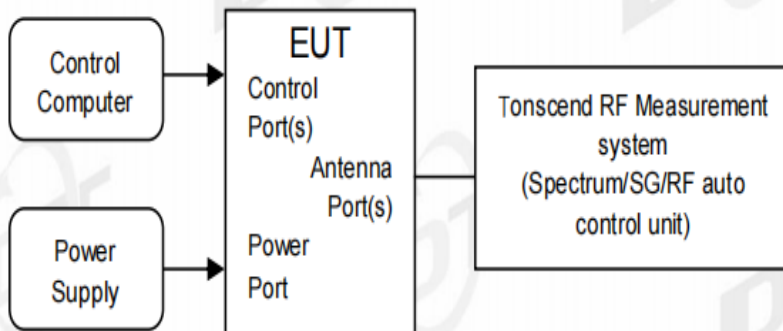 Control
Computer
Power
Supply
EUT
Control
Port(s)
Antenna
Port(s)
Power
Port
Tonscend RF Measurement
system
(Spectrum/SG/RF auto
control unit)